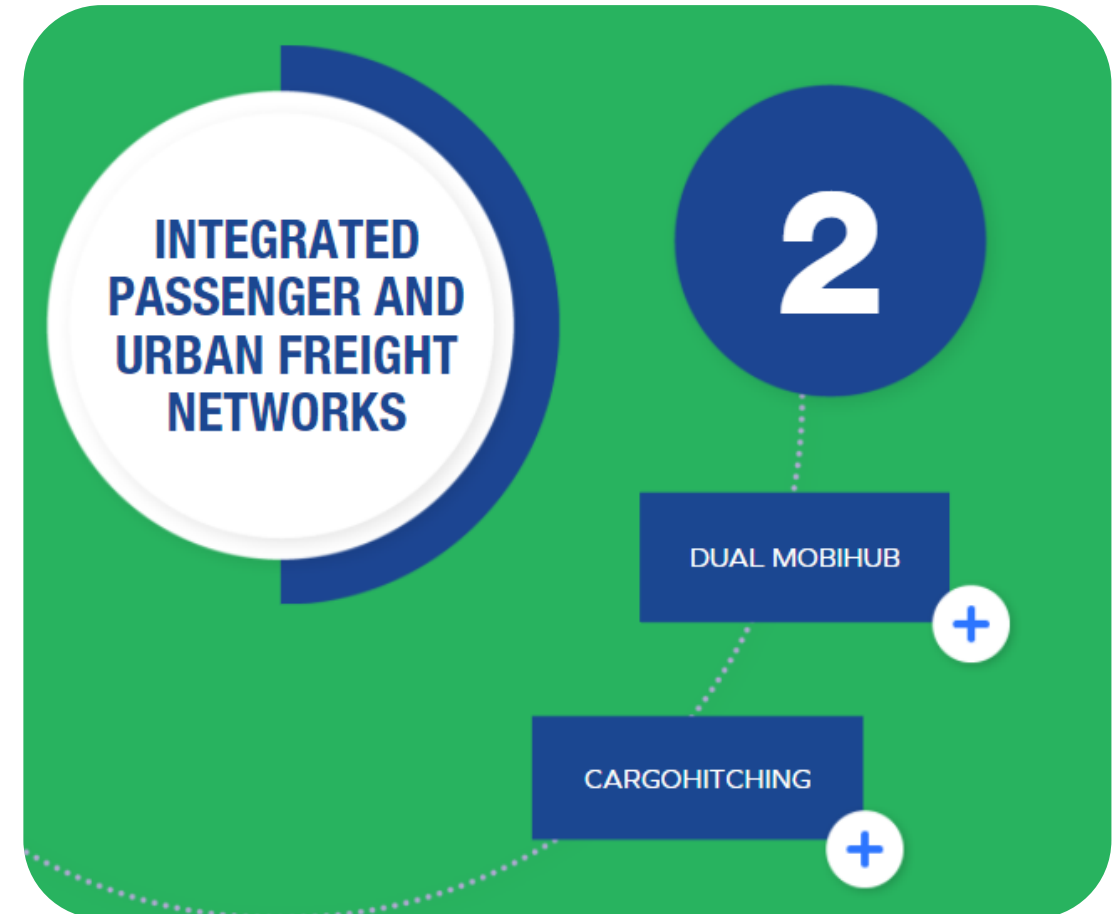 INTEGRATED
PASSENGER AND
URBAN FREIGHT
NETWORKS
2
DUAL MOBIHUB
CARGOHITCHING